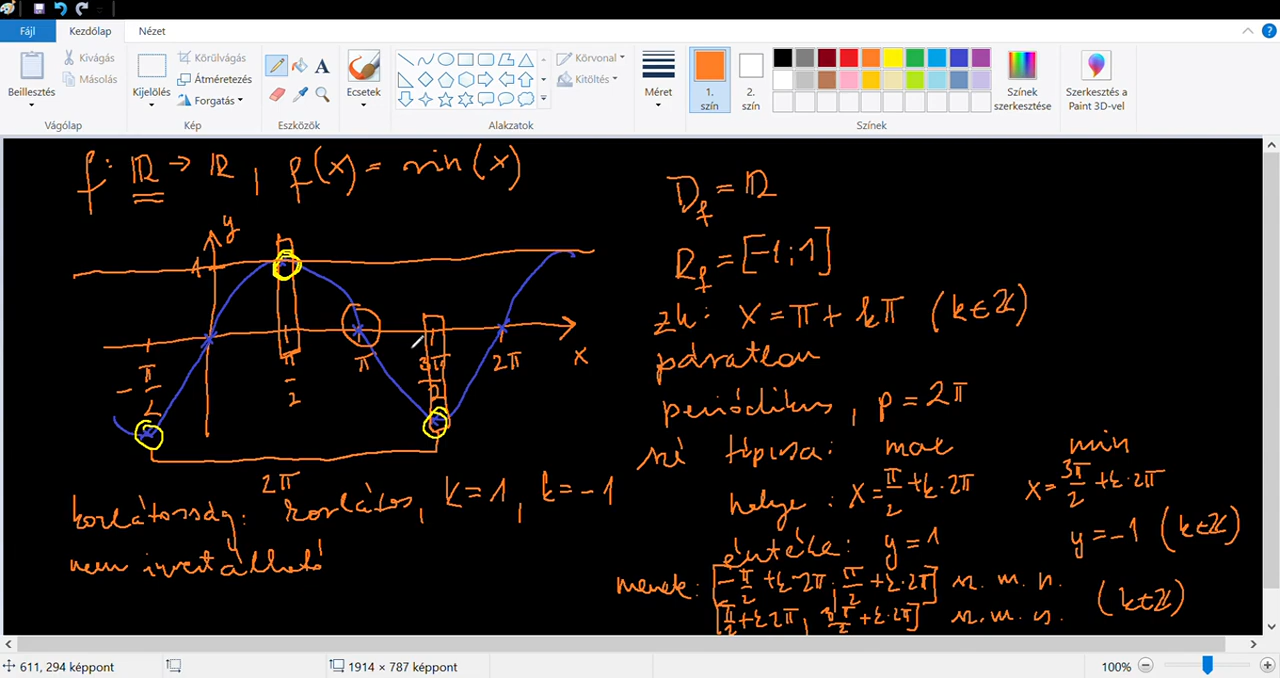 Fájl Kezdőlap Nézet
Beillesztés
Kivágás
Másolás
Vágólap
Kijelölés
Körülvágás
Átméretezés
Forgatás
Kép
A
Eszközök
Ecsetek
Körvonal
Kitöltés
Alakzatok
Méret
1. szín
2. szín
Színek
Színek szerkesztése
Szerkesztés a Paint 3D-vel
f: ℝ → ℝ, f(x) = sin(x)
y
1
-π/2
π/2
π
3π/2
2π
x
2π
korlátosság: korlátos, K=1, k=-1
nem invertálható
D_f = ℝ
R_f = [-1;1]
zh: x = π + kπ (k∈ℤ)
páratlan
periódikus, p = 2π
szé típusa: max min
helye: x = π/2 + k·2π x = 3π/2 + k·2π
értéke: y = 1 y = -1 (k∈ℤ)
menete: [-π/2 + k·2π; π/2 + k·2π] sz. m. n.
[π/2 + k·2π; 3π/2 + k·2π] sz. m. cs. (k∈ℤ)
611, 294 képpont
1914 × 787 képpont
100%